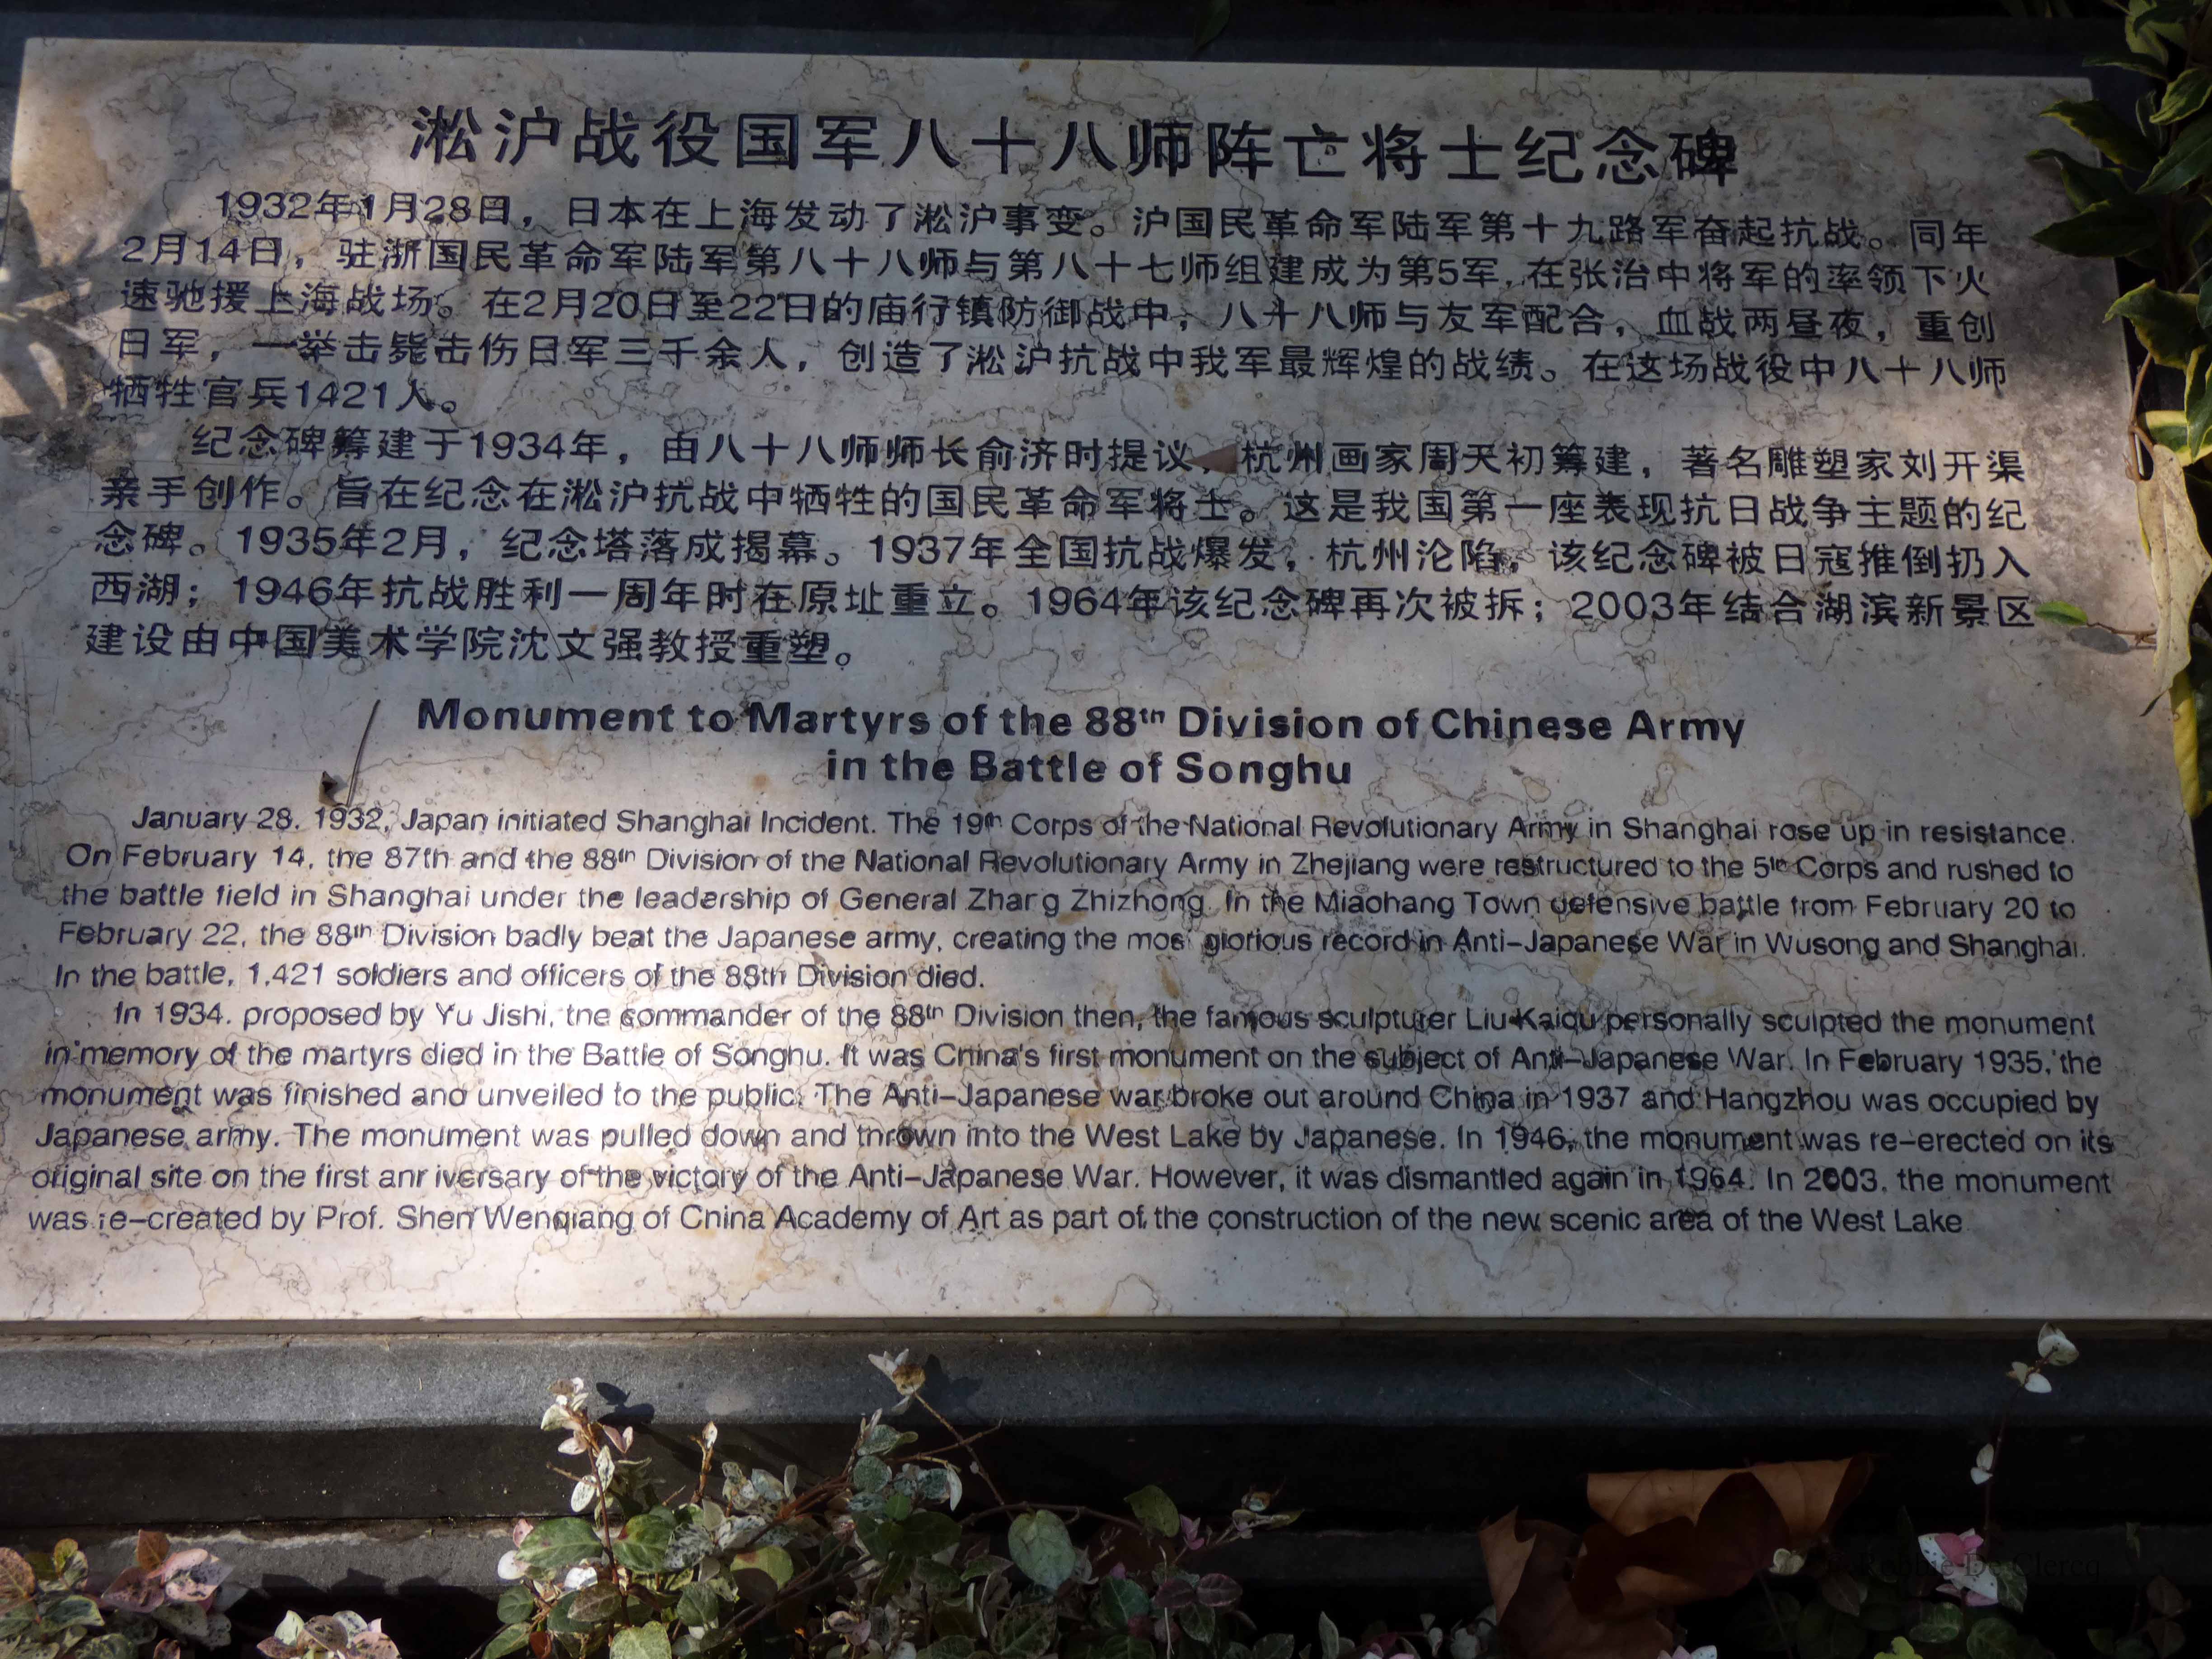 淞沪战役国军八十八师阵亡将士纪念碑
1932年1月28日，日本在上海发动了淞沪事变。沪国民革命军陆军第十九路军奋起抗战。同年
2月14日，驻浙国民革命军陆军第八十八师与第八十七师组建成为第5军，在张治中将军的率领下火
速驰援上海战场。在2月20日至22日的庙行镇防御战中，八十八师与友军配合，血战两昼夜，重创
日军，一举击毙击伤日军三千余人，创造了淞沪抗战中我军最辉煌的战绩。在这场战役中八十八师
牺牲官兵1421人。
纪念碑筹建于1934年，由八十八师师长俞济时提议，杭州画家周天初筹建，著名雕塑家刘开渠
亲手创作。旨在纪念在淞沪抗战中牺牲的国民革命军将士。这是我国第一座表现抗日战争主题的纪
念碑。1935年2月，纪念塔落成揭幕。1937年全国抗战爆发，杭州沦陷，该纪念碑被日寇推倒扔入
西湖；1946年抗战胜利一周年时在原址重立。1964年该纪念碑再次被拆；2003年结合湖滨新景区
建设由中国美术学院沈文强教授重塑。
Monument to Martyrs of the 88th Division of Chinese Army
in the Battle of Songhu
January 28, 1932, Japan initiated Shanghai Incident. The 19th Corps of the National Revolutionary Army in Shanghai rose up in resistance.
On February 14, the 87th and the 88th Division of the National Revolutionary Army in Zhejiang were restructured to the 5th Corps and rushed to
the battle field in Shanghai under the leadership of General Zhang Zhizhong. In the Miaohang Town defensive battle from February 20 to
February 22, the 88th Division badly beat the Japanese army, creating the most glorious record in Anti-Japanese War in Wusong and Shanghai.
In the battle, 1,421 soldiers and officers of the 88th Division died.
In 1934, proposed by Yu Jishi, the commander of the 88th Division then, the famous sculpturer Liu Kaiqu personally sculpted the monument
in memory of the martyrs died in the Battle of Songhu. It was China's first monument on the subject of Anti-Japanese War. In February 1935, the
monument was finished and unveiled to the public. The Anti-Japanese war broke out around China in 1937 and Hangzhou was occupied by
Japanese army. The monument was pulled down and thrown into the West Lake by Japanese. In 1946, the monument was re-erected on its
original site on the first anniversary of the victory of the Anti-Japanese War. However, it was dismantled again in 1964. In 2003, the monument
was re-created by Prof. Shen Wenqiang of China Academy of Art as part of the construction of the new scenic area of the West Lake
Robbie De Clercq